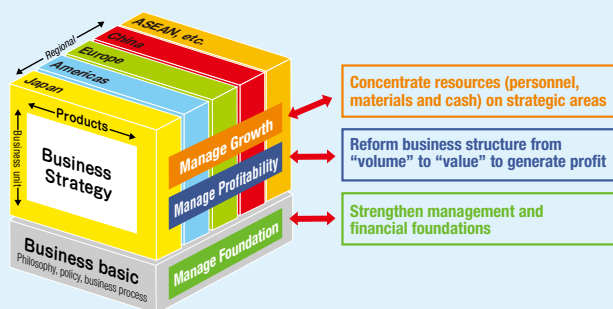 Regional
ASEAN, etc.
China
Europe
Americas
Japan
Products
Business unit
Business
Strategy
Manage Growth
Manage Profitability
Manage Foundation
Business basic
Philosophy, policy, business process
Concentrate resources (personnel,
materials and cash) on strategic areas
Reform business structure from
“volume” to “value” to generate profit
Strengthen management and
financial foundations